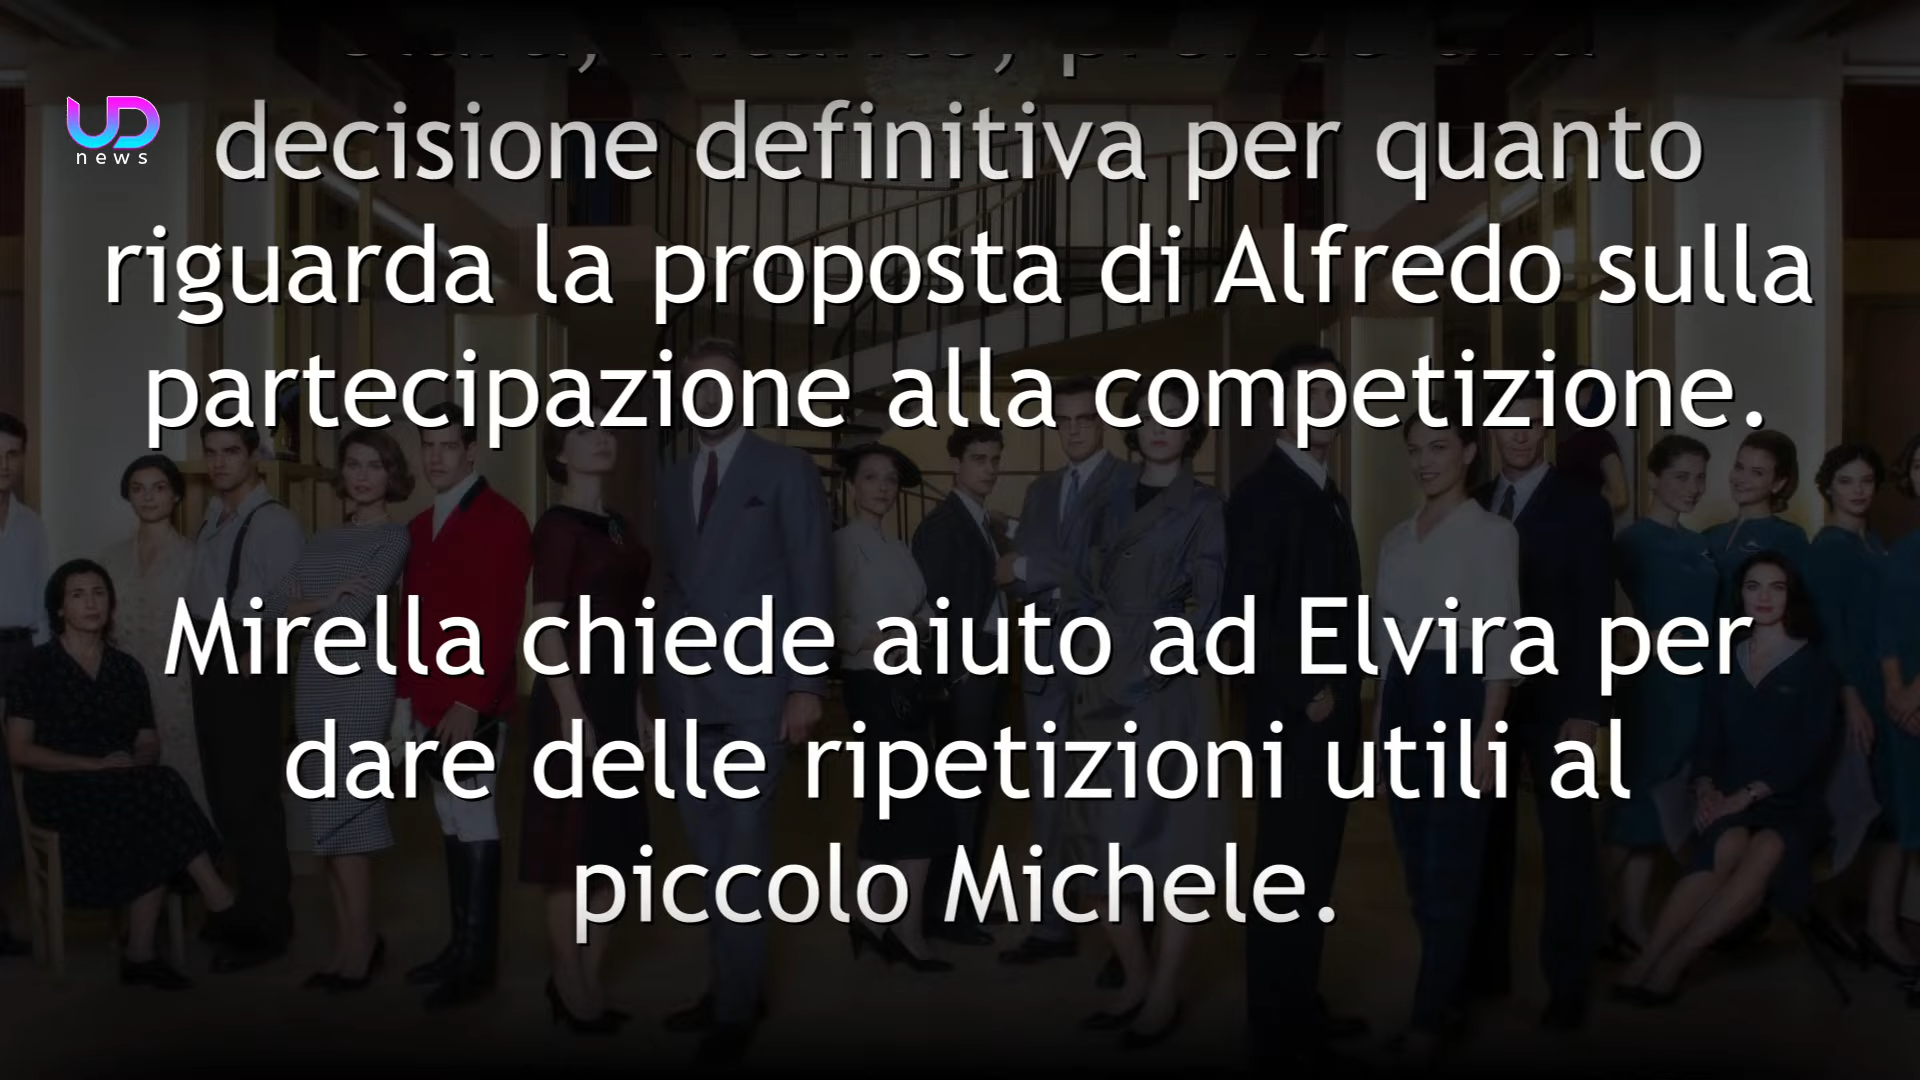 UD
news
decisione definitiva per quanto
riguarda la proposta di Alfredo sulla
partecipazione alla competizione.
Mirella chiede aiuto ad Elvira per
dare delle ripetizioni utili al
piccolo Michele.